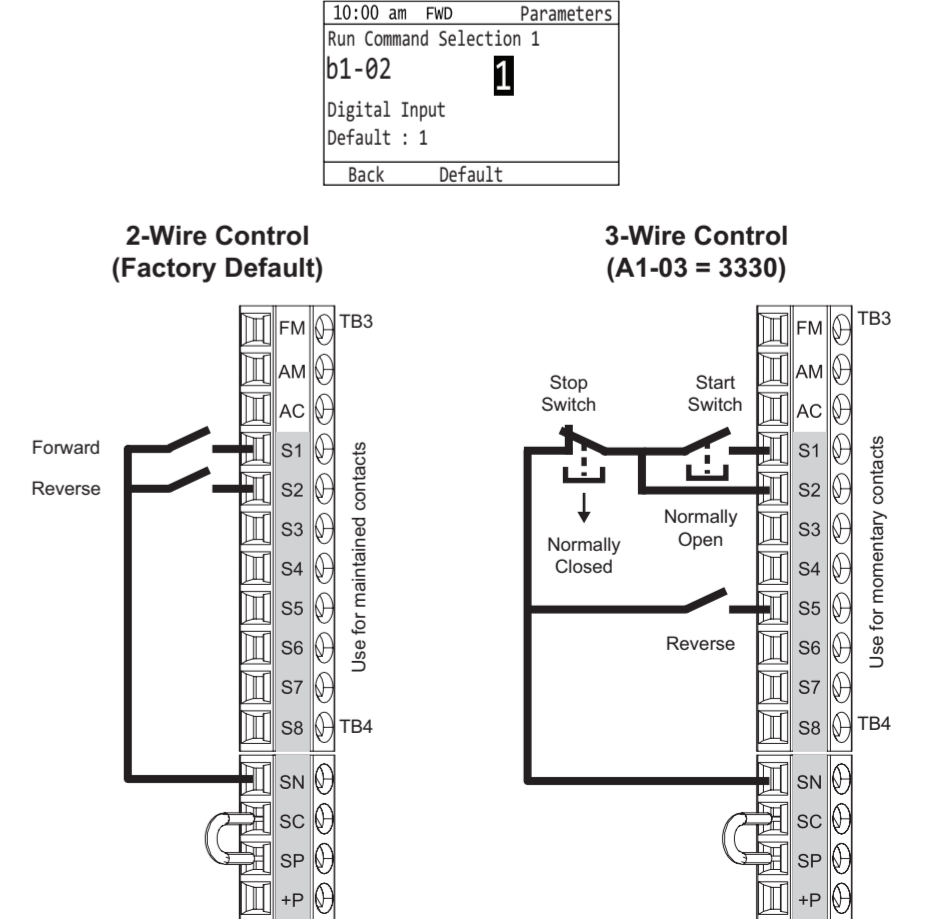 10:00 am FWD Parameters
Run Command Selection 1
b1-02 1
Digital Input
Default : 1
Back Default
2-Wire Control
(Factory Default)
FM
TB3
AM
AC
Forward
S1
Reverse
S2
S3
S4
S5
S6
S7
S8
TB4
SN
SC
SP
+P
Use for maintained contacts
3-Wire Control
(A1-03 = 3330)
FM
TB3
AM
Stop
Switch
Start
Switch
AC
S1
S2
Normally
Open
S3
Normally
Closed
S4
S5
Reverse
S6
S7
S8
TB4
SN
SC
SP
+P
Use for momentary contacts